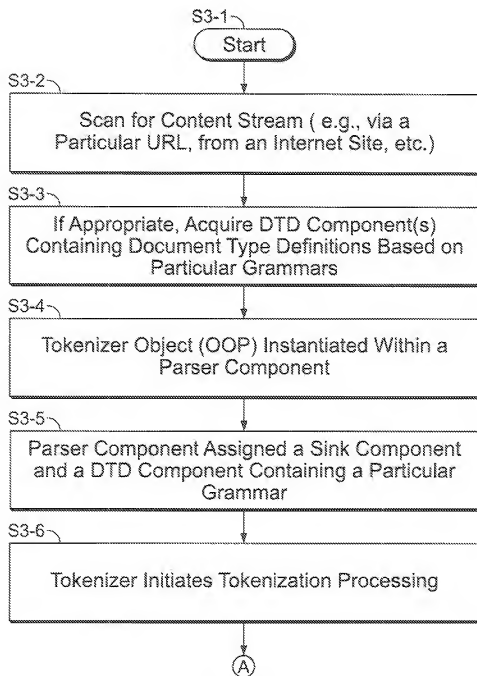 S3-1
Start
S3-2
Scan for Content Stream ( e.g., via a
Particular URL, from an Internet Site, etc.)
S3-3
If Appropriate, Acquire DTD Component(s)
Containing Document Type Definitions Based on
Particular Grammars
S3-4
Tokenizer Object (OOP) Instantiated Within a
Parser Component
S3-5
Parser Component Assigned a Sink Component
and a DTD Component Containing a Particular
Grammar
S3-6
Tokenizer Initiates Tokenization Processing
A